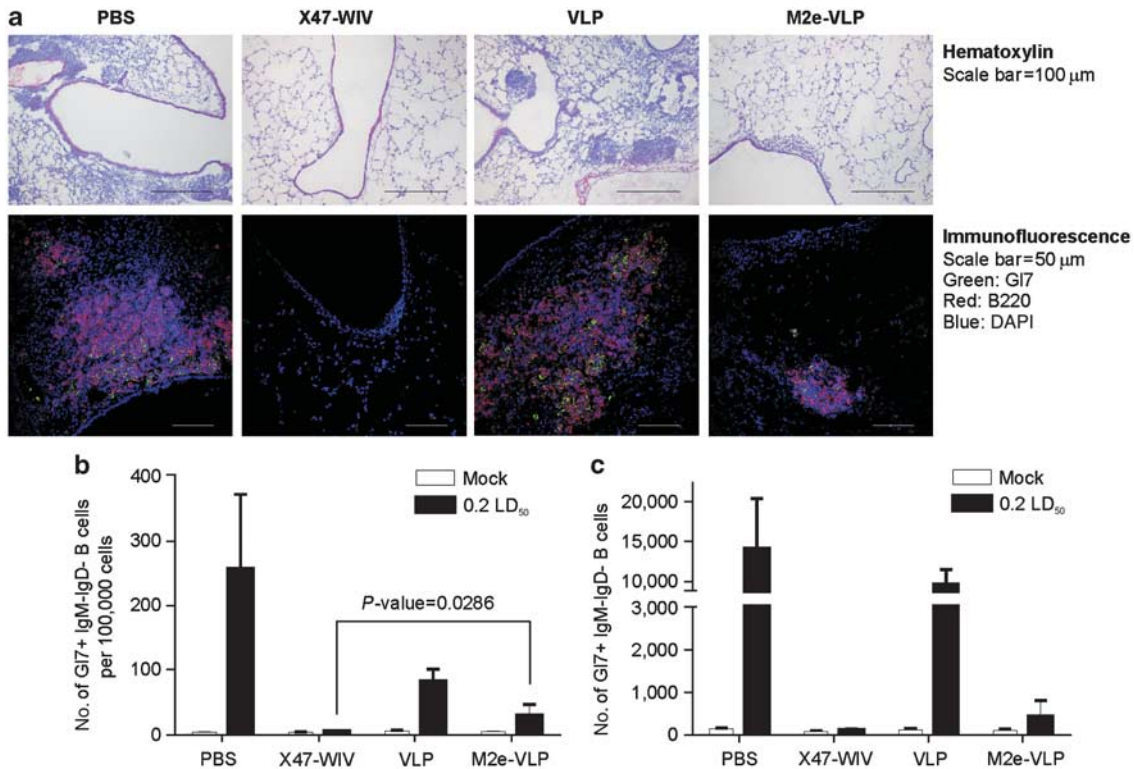 a
PBS
X47-WIV
VLP
M2e-VLP
Hematoxylin
Scale bar=100 μm
Immunofluorescence
Scale bar=50 μm
Green: Gl7
Red: B220
Blue: DAPI
b
No. of Gl7+ IgM-IgD- B cells
per 100,000 cells
400
300
200
100
0
Mock
0.2 LD₅₀
P-value=0.0286
PBS
X47-WIV
VLP
M2e-VLP
c
No. of Gl7+ IgM-IgD- B cells
20,000
15,000
10,000
3,000
2,000
1,000
0
Mock
0.2 LD₅₀
PBS
X47-WIV
VLP
M2e-VLP